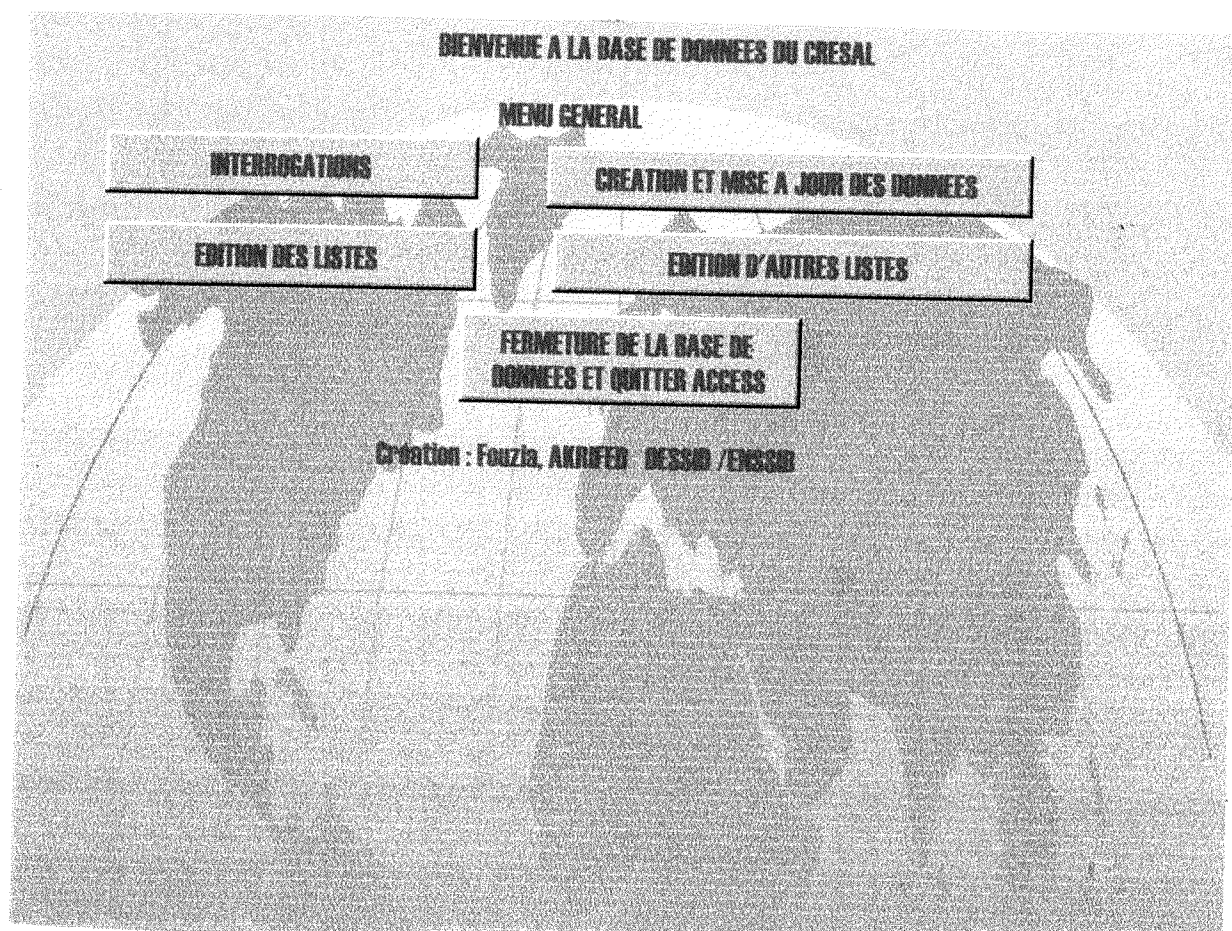 BIENVENUE A LA BASE DE DONNEES DU CRESAL
MENU GENERAL
INTERROGATIONS
CREATION ET MISE A JOUR DES DONNEES
EDITION DES LISTES
EDITION D'AUTRES LISTES
FERMETURE DE LA BASE DE
DONNEES ET QUITTER ACCESS
Création : Fouzia, AKRIFED DESSID /ENSSIB